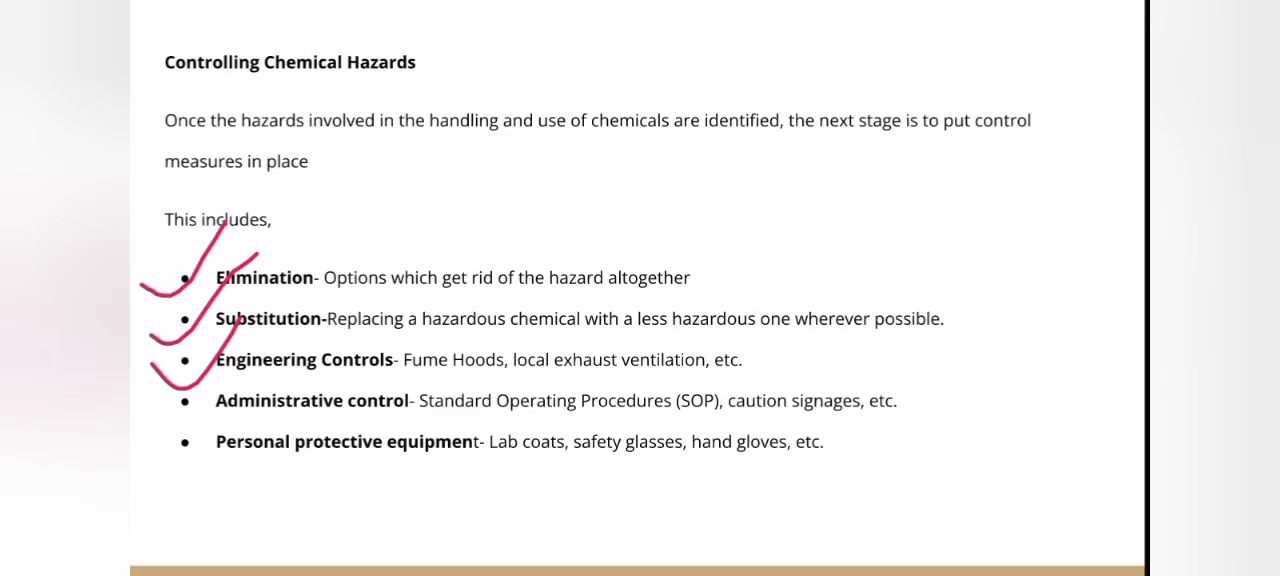 Controlling Chemical Hazards
Once the hazards involved in the handling and use of chemicals are identified, the next stage is to put control
measures in place
This includes,
• Elimination- Options which get rid of the hazard altogether
• Substitution-Replacing a hazardous chemical with a less hazardous one wherever possible.
• Engineering Controls- Fume Hoods, local exhaust ventilation, etc.
• Administrative control- Standard Operating Procedures (SOP), caution signages, etc.
• Personal protective equipment- Lab coats, safety glasses, hand gloves, etc.